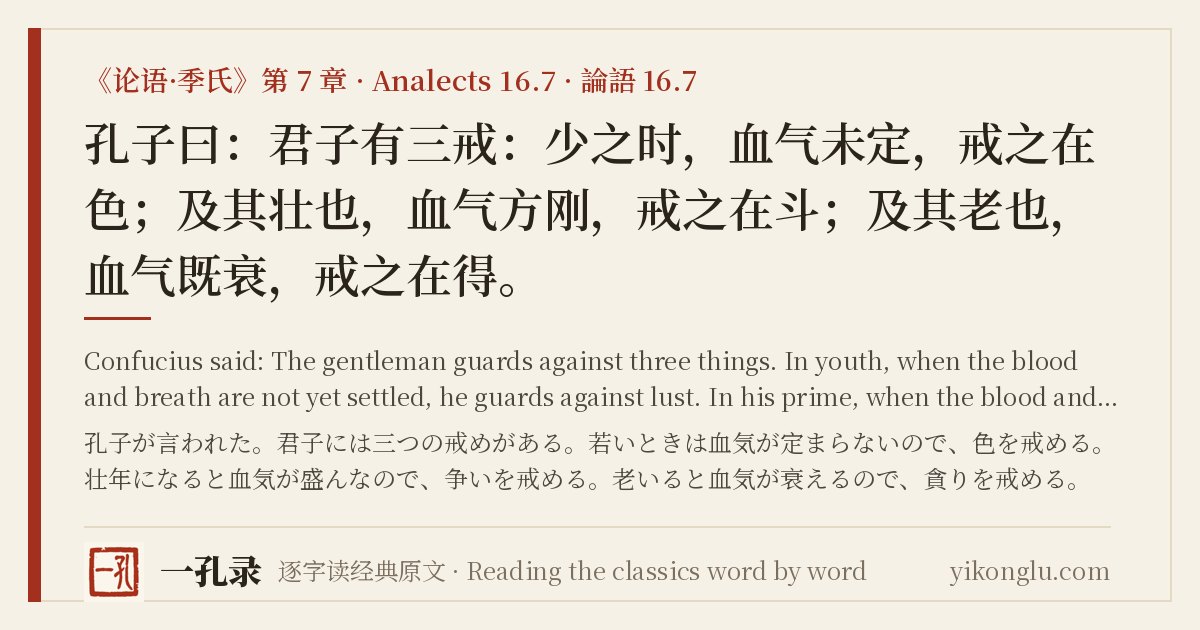 《论语·季氏》第 7 章 · Analects 16.7 · 論語 16.7
孔子曰：君子有三戒：少之时，血气未定，戒之在
色；及其壮也，血气方刚，戒之在斗；及其老也，
血气既衰，戒之在得。
Confucius said: The gentleman guards against three things. In youth, when the blood
and breath are not yet settled, he guards against lust. In his prime, when the blood and…
孔子が言われた。君子には三つの戒めがある。若いときは血気が定まらないので、色を戒める。
壮年になると血気が盛んなので、争いを戒める。老いると血気が衰えるので、貪りを戒める。
一孔
一孔录 逐字读经典原文 · Reading the classics word by word yikonglu.com